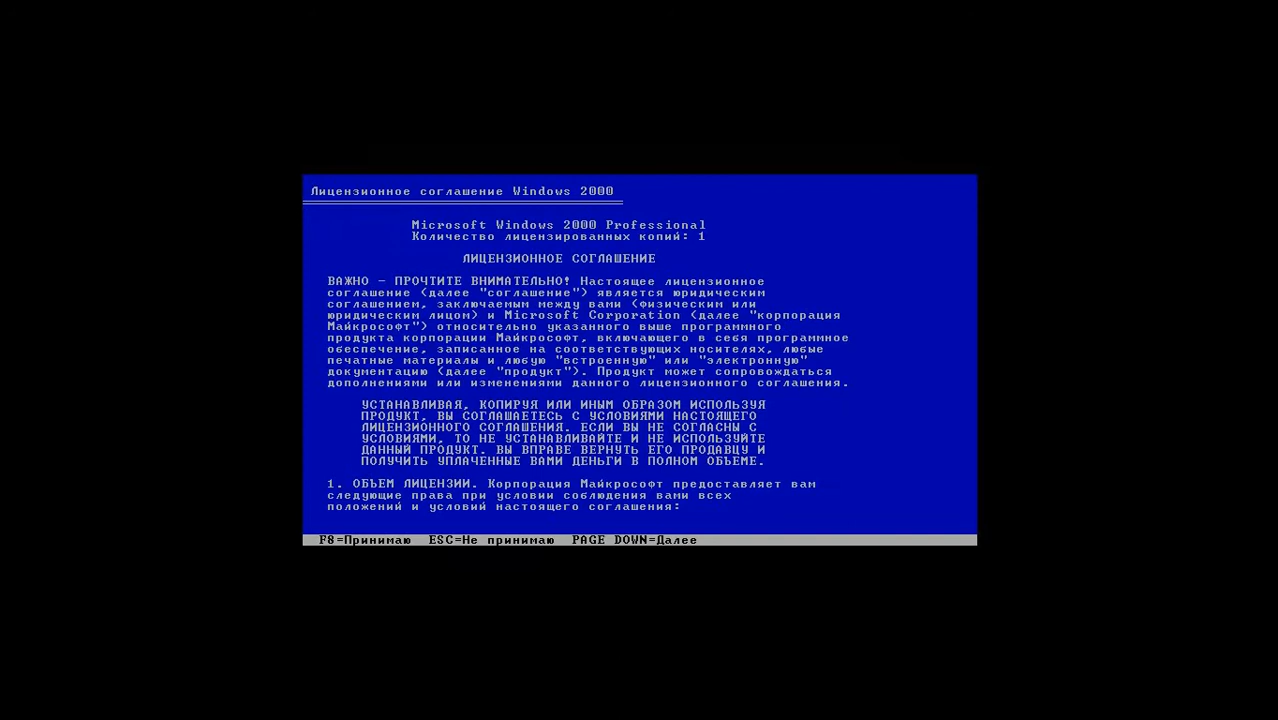 Лицензионное соглашение Windows 2000
Microsoft Windows 2000 Professional
Количество лицензированных копий: 1
ЛИЦЕНЗИОННОЕ СОГЛАШЕНИЕ
ВАЖНО - ПРОЧТИТЕ ВНИМАТЕЛЬНО! Настоящее лицензионное
соглашение (далее "соглашение") является юридическим
соглашением, заключаемым между вами (физическим или
юридическим лицом) и Microsoft Corporation (далее "корпорация
Майкрософт") относительно указанного выше программного
продукта корпорации Майкрософт, включающего в себя программное
обеспечение, записанное на соответствующих носителях, любые
печатные материалы и любую "встроенную" или "электронную"
документацию (далее "продукт"). Продукт может сопровождаться
дополнениями или изменениями данного лицензионного соглашения.
УСТАНАВЛИВАЯ, КОПИРУЯ ИЛИ ИНЫМ ОБРАЗОМ ИСПОЛЬЗУЯ
ПРОДУКТ, ВЫ СОГЛАШАЕТЕСЬ С УСЛОВИЯМИ НАСТОЯЩЕГО
ЛИЦЕНЗИОННОГО СОГЛАШЕНИЯ. ЕСЛИ ВЫ НЕ СОГЛАСНЫ С
УСЛОВИЯМИ, ТО НЕ УСТАНАВЛИВАЙТЕ И НЕ ИСПОЛЬЗУЙТЕ
ДАННЫЙ ПРОДУКТ. ВЫ ВПРАВЕ ВЕРНУТЬ ЕГО ПРОДАВЦУ И
ПОЛУЧИТЬ УПЛАЧЕННЫЕ ВАМИ ДЕНЬГИ В ПОЛНОМ ОБЪЕМЕ.
1. ОБЪЕМ ЛИЦЕНЗИИ. Корпорация Майкрософт предоставляет вам
следующие права при условии соблюдения вами всех
положений и условий настоящего соглашения:
F8=Принимаю ESC=Не принимаю PAGE DOWN=Далее